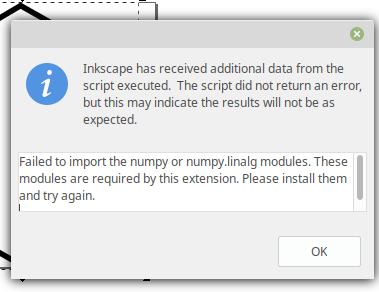 Inkscape has received additional data from the
script executed.  The script did not return an error,
but this may indicate the results will not be as
expected.
Failed to import the numpy or numpy.linalg modules. These
modules are required by this extension. Please install them
and try again.
OK